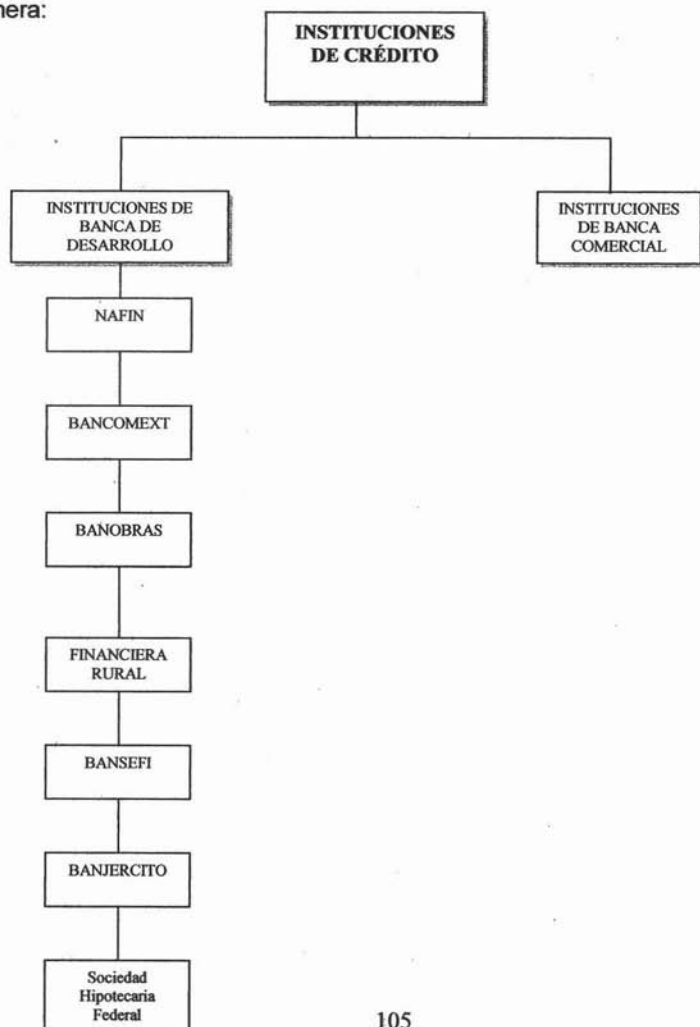 nera:
INSTITUCIONES
DE CRÉDITO
INSTITUCIONES DE
BANCA DE
DESARROLLO
INSTITUCIONES
DE BANCA
COMERCIAL
NAFIN
BANCOMEXT
BANOBRAS
FINANCIERA
RURAL
BANSEFI
BANJERCITO
Sociedad
Hipotecaria
Federal
105